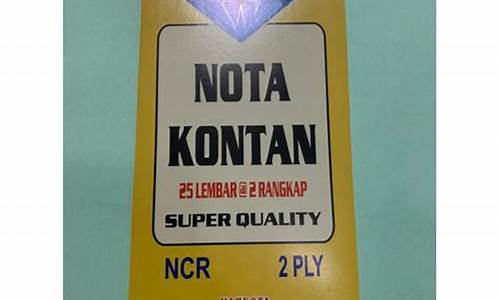 W
NOTA
KONTAN
25 LEMBAR @ 2 RANGKAP
SUPER QUALITY
NCR 2 PLY